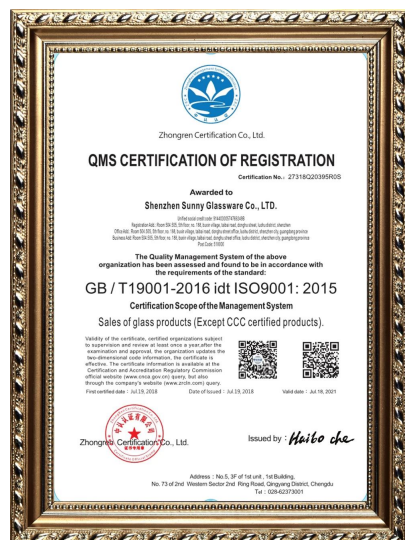 Zhongren Certification Co., Ltd.
QMS CERTIFICATION OF REGISTRATION
Certification No.: 27318Q20395R0S
Awarded to
Shenzhen Sunny Glassware Co., LTD.
The Quality Management System of the above
organization has been assessed and found to be in accordance with
the requirements of the standard:
GB / T19001-2016 idt ISO9001: 2015
Certification Scope of the Management System
Sales of glass products (Except CCC certified products).
Validity of the certificate, certified organizations subject
to supervision and review at least once a year,after the
examination and approval, the organization updates the
two-dimensional code information, the certificate is
effective. The certificate information is available at the
Certification and Accreditation Regulatory Commission
official website (www.cnca.gov.cn) query, but also
through the company's website (www.zrcln.com) query.
First certified date : Jul,19, 2018
Date of Issued : Jul,19, 2018
Valid date : Jul 18, 2021
Zhongren Certification Co., Ltd.
Issued by : Haibo che
Address : No.5, 3F of 1st unit , 1st Building,
No. 73 of 2nd Western Sector 2nd Ring Road, Qingyang District, Chengdu
Tel : 028-62373001